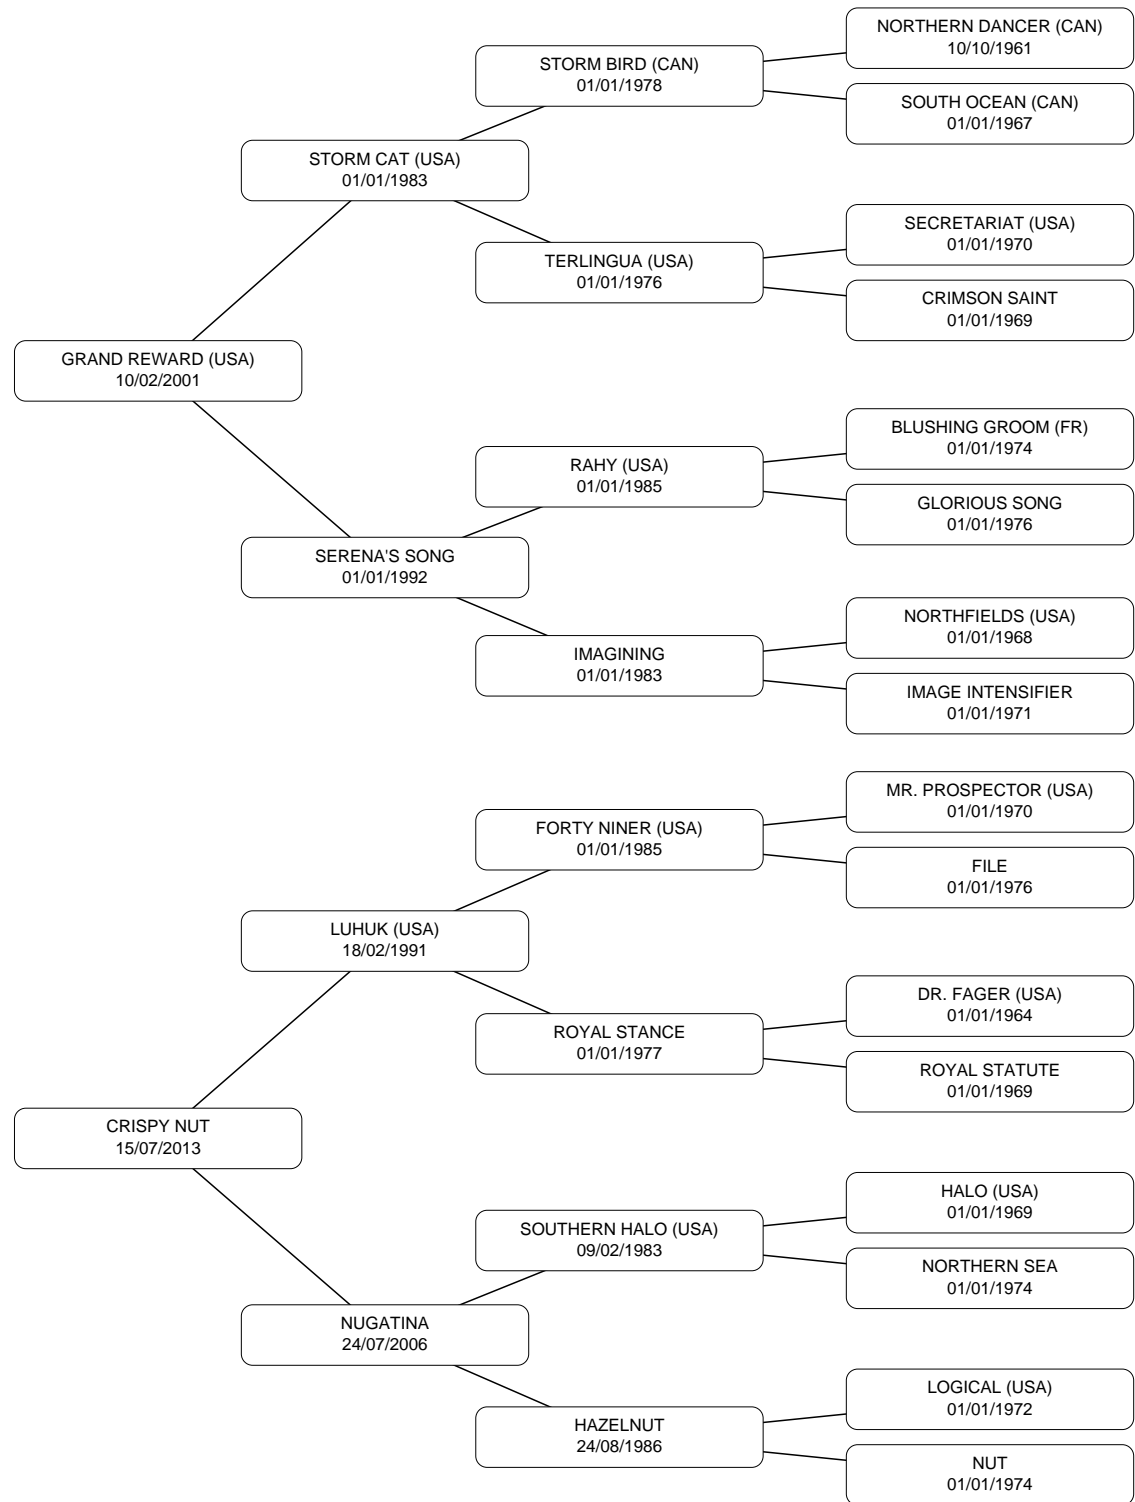 NORTHERN DANCER (CAN)
10/10/1961
STORM BIRD (CAN)
01/01/1978
SOUTH OCEAN (CAN)
01/01/1967
STORM CAT (USA)
01/01/1983
SECRETARIAT (USA)
01/01/1970
TERLINGUA (USA)
01/01/1976
CRIMSON SAINT
01/01/1969
GRAND REWARD (USA)
10/02/2001
BLUSHING GROOM (FR)
01/01/1974
RAHY (USA)
01/01/1985
GLORIOUS SONG
01/01/1976
SERENA'S SONG
01/01/1992
NORTHFIELDS (USA)
01/01/1968
IMAGINING
01/01/1983
IMAGE INTENSIFIER
01/01/1971
MR. PROSPECTOR (USA)
01/01/1970
FORTY NINER (USA)
01/01/1985
FILE
01/01/1976
LUHUK (USA)
18/02/1991
DR. FAGER (USA)
01/01/1964
ROYAL STANCE
01/01/1977
ROYAL STATUTE
01/01/1969
CRISPY NUT
15/07/2013
HALO (USA)
01/01/1969
SOUTHERN HALO (USA)
09/02/1983
NORTHERN SEA
01/01/1974
NUGATINA
24/07/2006
LOGICAL (USA)
01/01/1972
HAZELNUT
24/08/1986
NUT
01/01/1974